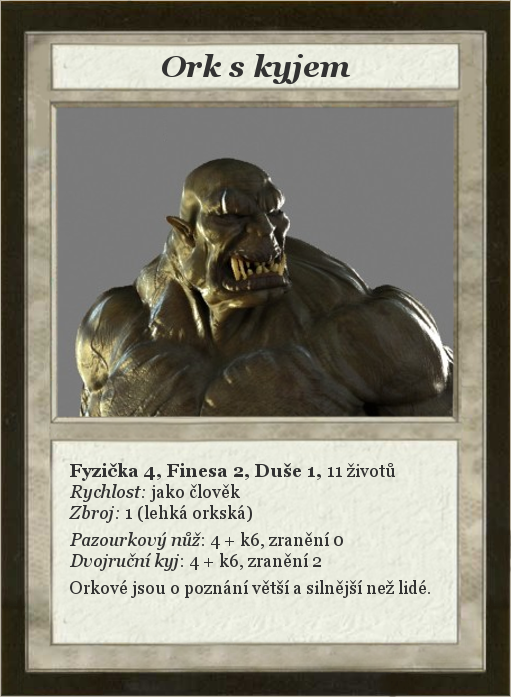 Ork s kyjem
Fyzička 4, Finesa 2, Duše 1, 11 životů
Rychlost: jako člověk
Zbroj: 1 (lehká orkská)
Pazourkový nůž: 4 + k6, zranění 0
Dvojruční kyj: 4 + k6, zranění 2
Orkové jsou o poznání větší a silnější než lidé.